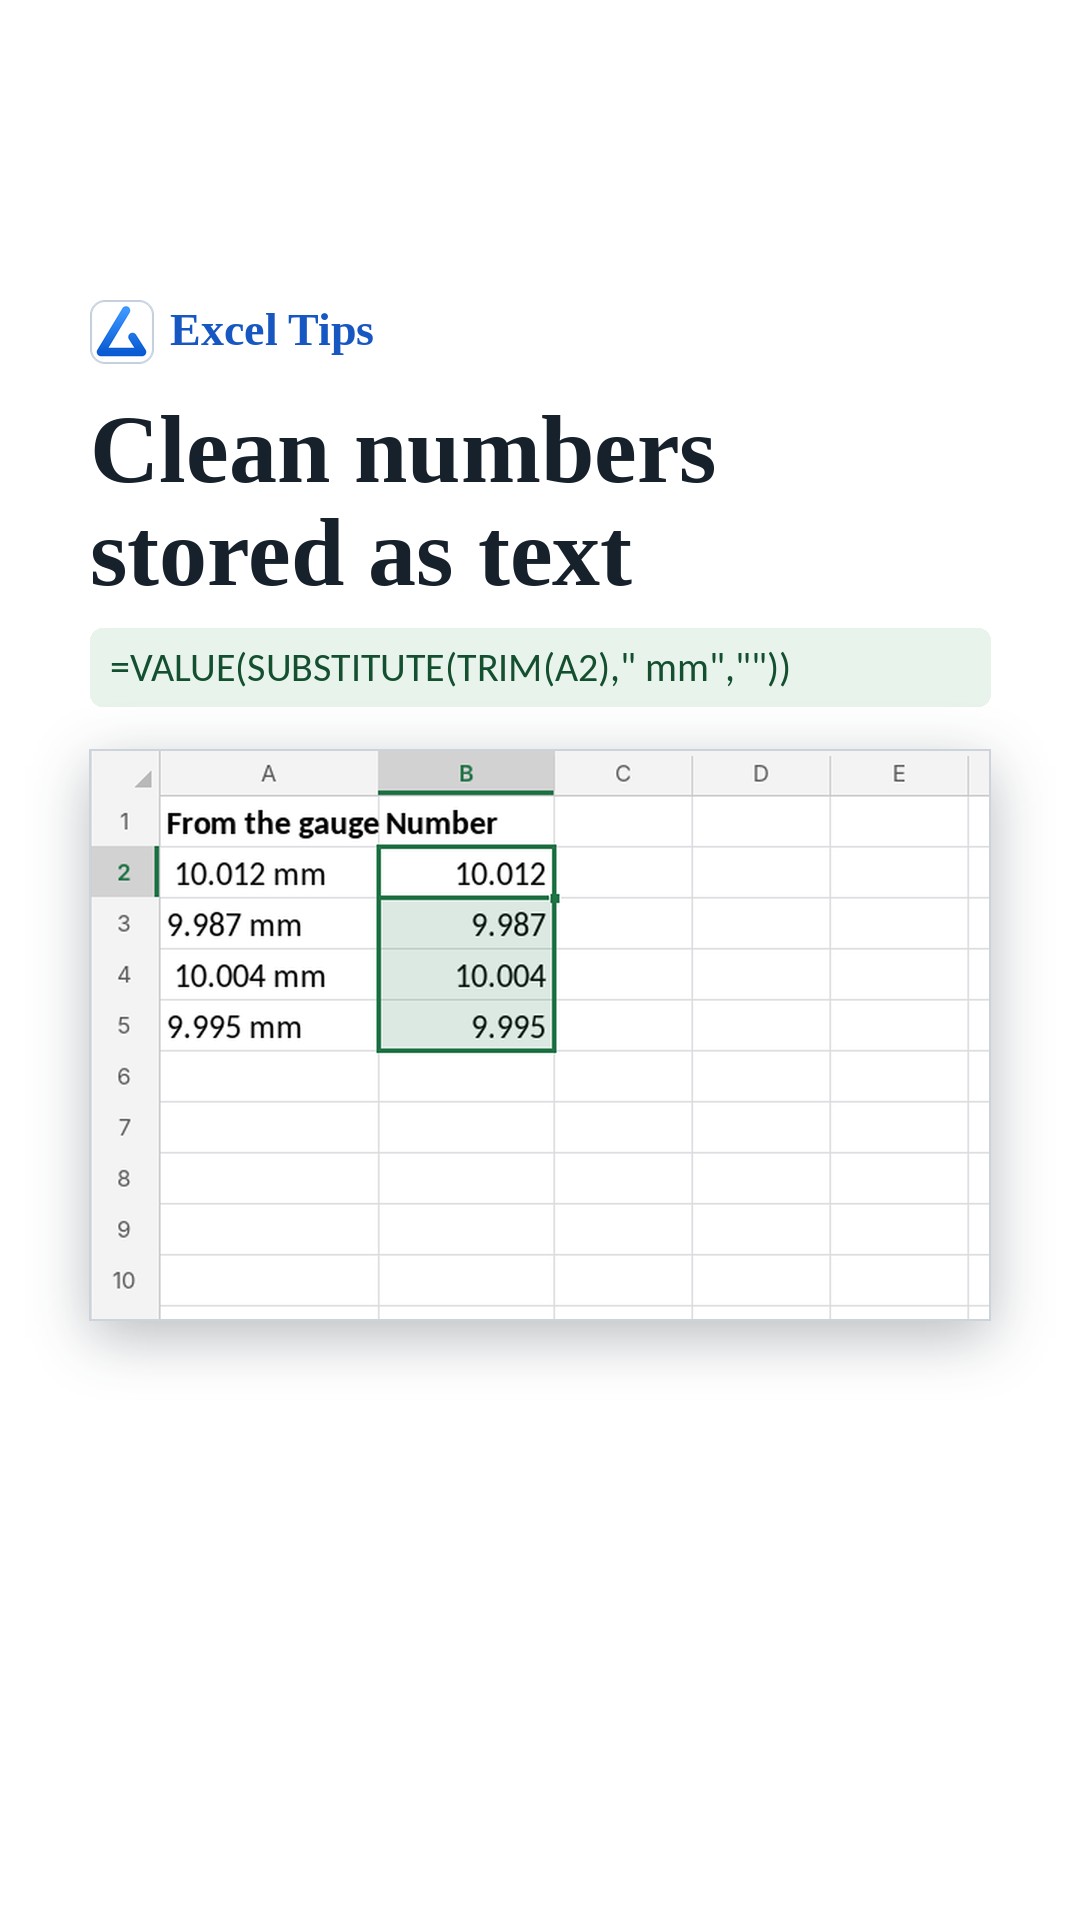 Excel Tips
Clean numbers
stored as text
=VALUE(SUBSTITUTE(TRIM(A2)," mm",""))
A B C D E
1 From the gauge Number
2 10.012 mm 10.012
3 9.987 mm 9.987
4 10.004 mm 10.004
5 9.995 mm 9.995
6
7
8
9
10